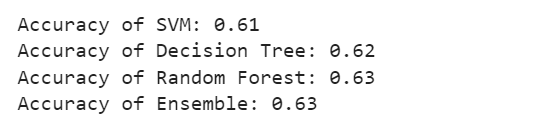 Accuracy of SVM: 0.61
Accuracy of Decision Tree: 0.62
Accuracy of Random Forest: 0.63
Accuracy of Ensemble: 0.63